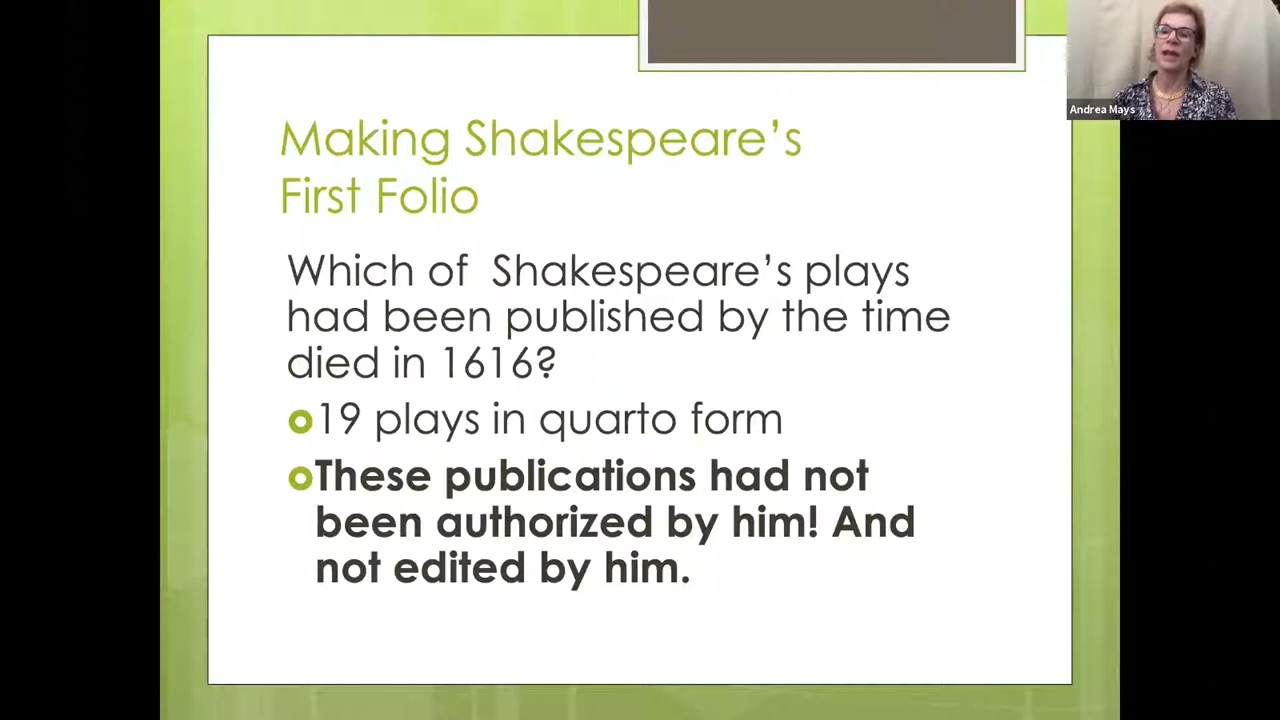 Andrea Mays
Making Shakespeare’s
First Folio
Which of Shakespeare’s plays
had been published by the time
died in 1616?
19 plays in quarto form
These publications had not
been authorized by him! And
not edited by him.